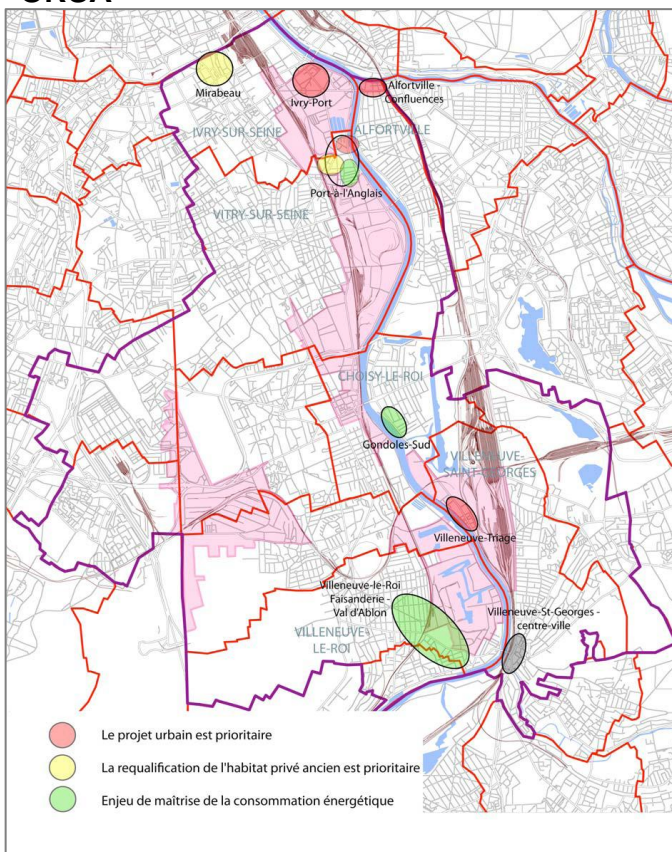 Mirabeau
Ivry-Port
Alfortville -
Confluences
IVRY-SUR-SEINE
ALFORTVILLE
Port-à-l'Anglais
VITRY-SUR-SEINE
CHOISY-LE-ROI
Gondoles-Sud
VILLENEUVE-
SAINT-GEORGES
Villeneuve-Triage
Villeneuve-le-Roi
Faisanderie -
Val d'Ablon
Villeneuve-St-Georges -
centre-ville
VILLENEUVE-
LE-ROI
Le projet urbain est prioritaire
La requalification de l'habitat privé ancien est prioritaire
Enjeu de maîtrise de la consommation énergétique